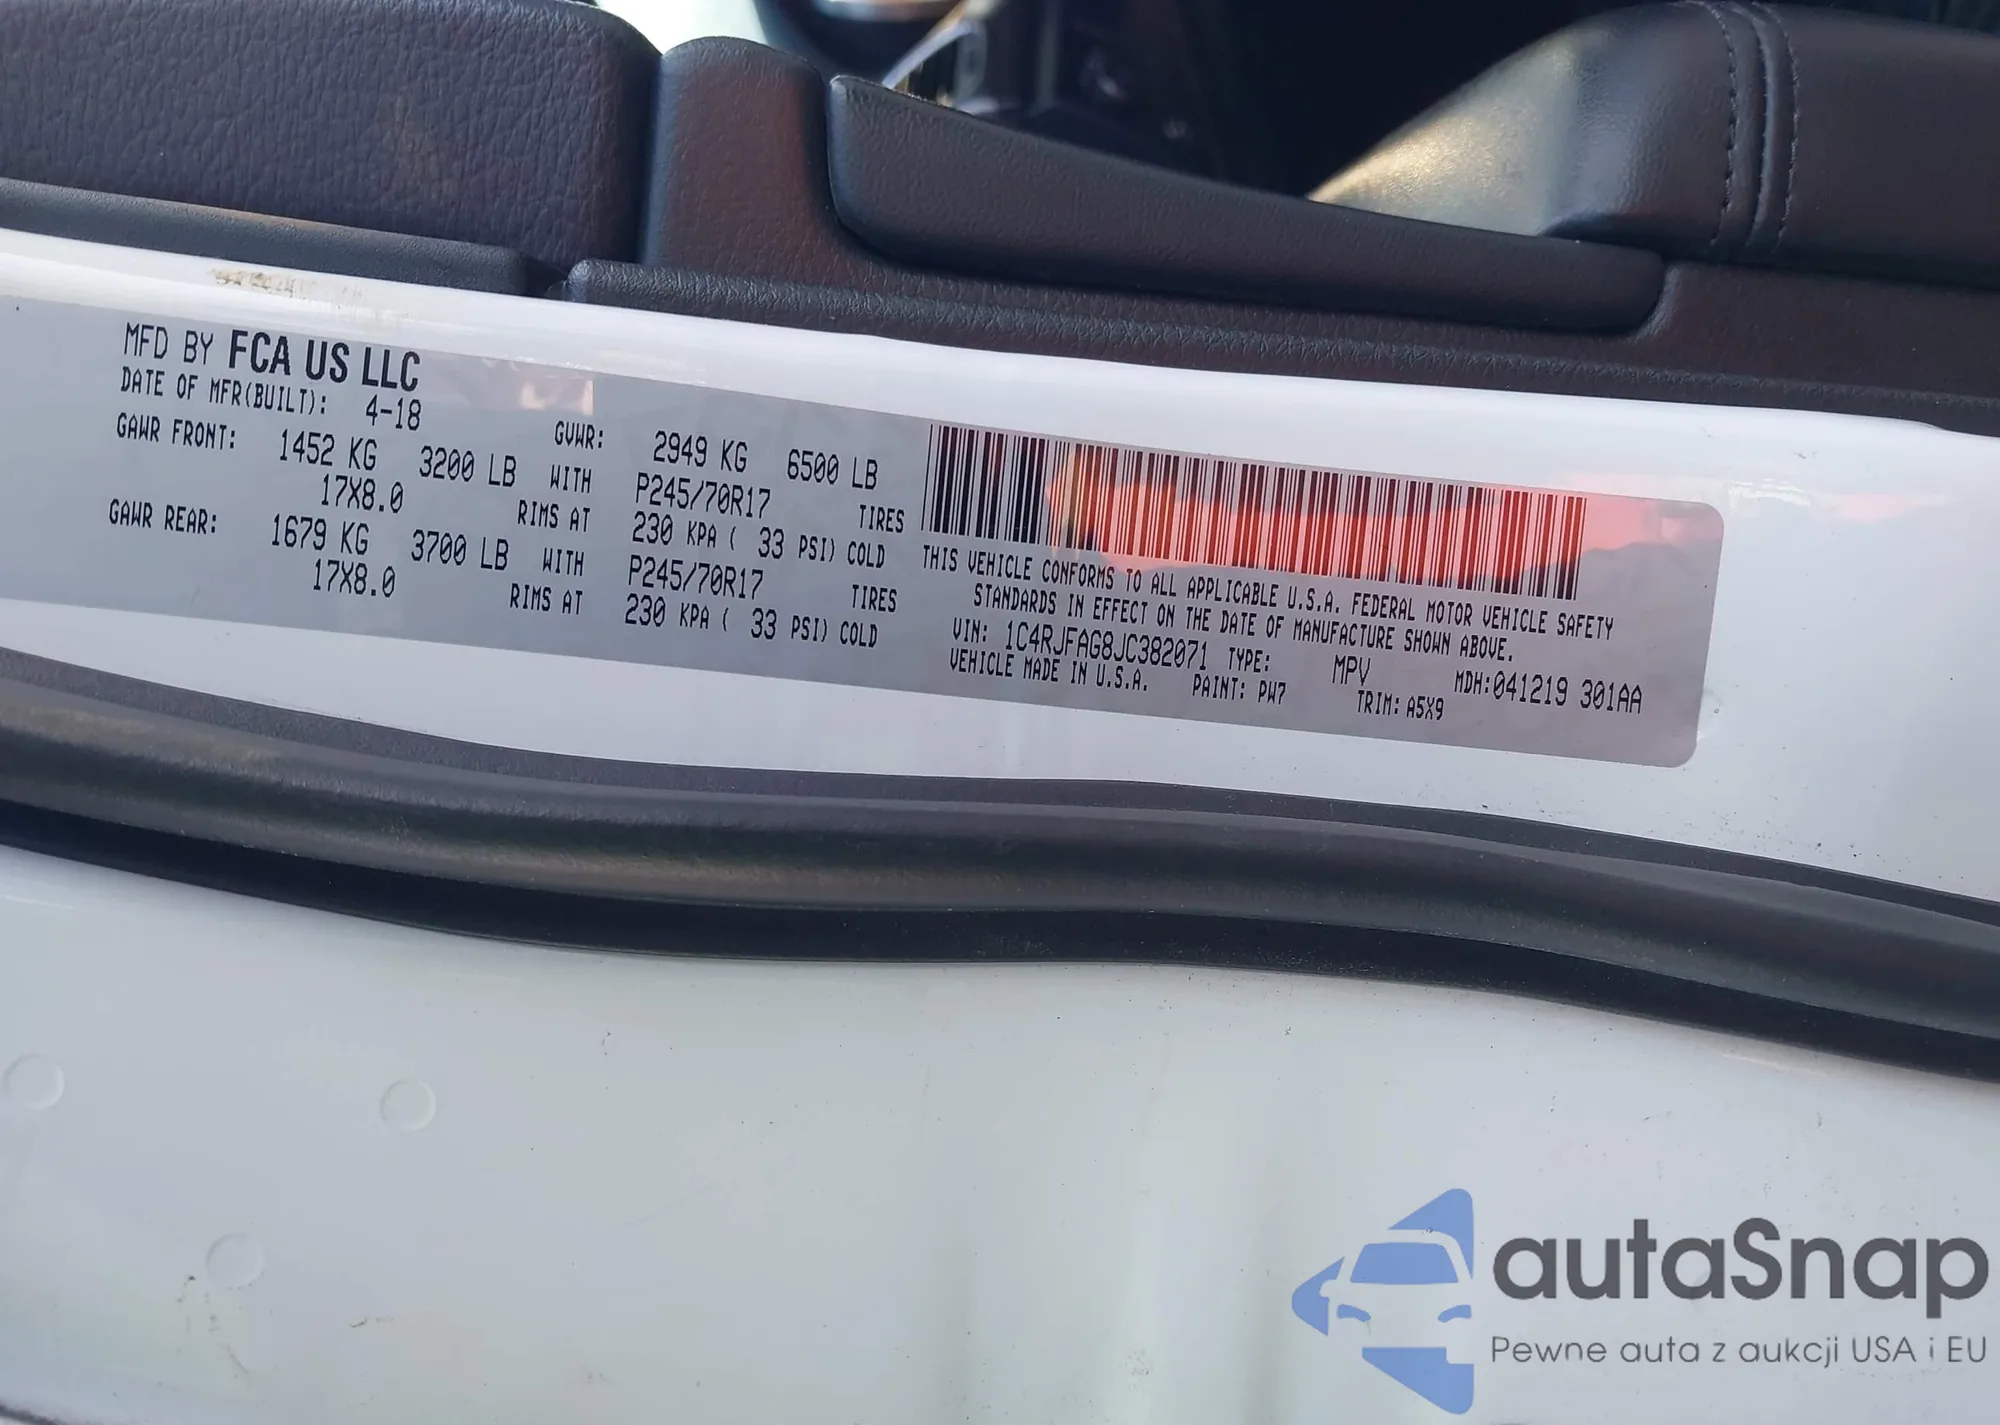 MFD BY FCA US LLC
DATE OF MFR(BUILT): 4-18
GVWR: 2949 KG 6500 LB
GAWR FRONT: 1452 KG 3200 LB WITH P245/70R17 TIRES
17X8.0 RIMS AT 230 KPA ( 33 PSI) COLD
GAWR REAR: 1679 KG 3700 LB WITH P245/70R17 TIRES
17X8.0 RIMS AT 230 KPA ( 33 PSI) COLD
THIS VEHICLE CONFORMS TO ALL APPLICABLE U.S.A. FEDERAL MOTOR VEHICLE SAFETY
STANDARDS IN EFFECT ON THE DATE OF MANUFACTURE SHOWN ABOVE.
VIN: 1C4RJFAG8JC382071 TYPE: MPV MDH:041219 301AA
VEHICLE MADE IN U.S.A. PAINT: PW7 TRIM: A5X9
autaSnap
Pewne auta z aukcji USA i EU